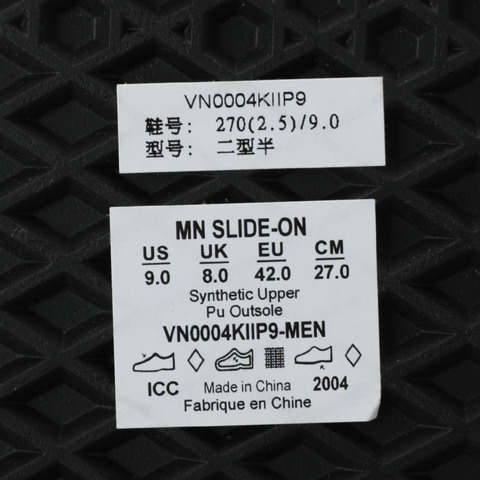 VN0004KIIP9
鞋号: 270(2.5)/9.0
型号: 二型半
MN SLIDE-ON
US UK EU CM
9.0 8.0 42.0 27.0
Synthetic Upper
Pu Outsole
VN0004KIIP9-MEN
ICC Made in China 2004
Fabrique en Chine